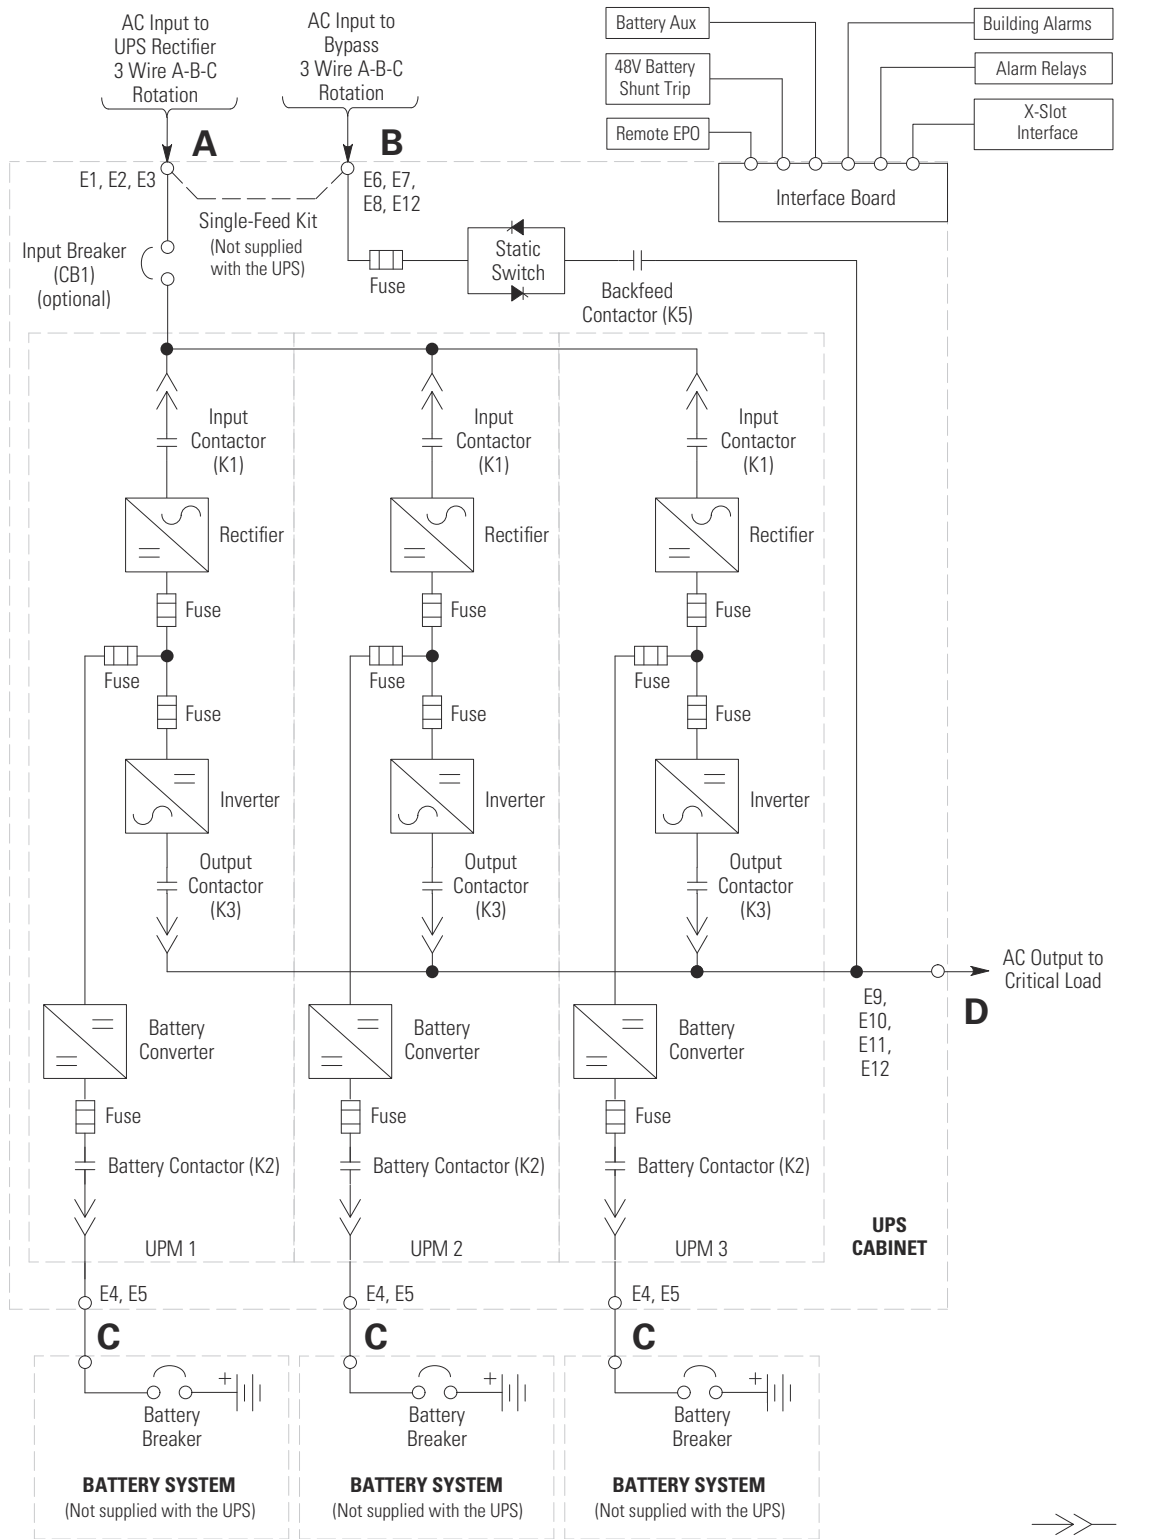 AC Input to
UPS Rectifier
3 Wire A-B-C
Rotation
AC Input to
Bypass
3 Wire A-B-C
Rotation
Battery Aux
48V Battery
Shunt Trip
Remote EPO
Building Alarms
Alarm Relays
X-Slot
Interface
Interface Board
A
B
E1, E2, E3
E6, E7,
E8, E12
Single-Feed Kit
(Not supplied
with the UPS)
Input Breaker
(CB1)
(optional)
Fuse
Static
Switch
Backfeed
Contactor (K5)
Input
Contactor
(K1)
Input
Contactor
(K1)
Input
Contactor
(K1)
Rectifier
Rectifier
Rectifier
Fuse
Fuse
Fuse
Fuse
Fuse
Fuse
Fuse
Fuse
Fuse
Inverter
Inverter
Inverter
Output
Contactor
(K3)
Output
Contactor
(K3)
Output
Contactor
(K3)
AC Output to
Critical Load
D
E9,
E10,
E11,
E12
Battery
Converter
Battery
Converter
Battery
Converter
Fuse
Fuse
Fuse
Battery Contactor (K2)
Battery Contactor (K2)
Battery Contactor (K2)
UPS
CABINET
UPM 1
UPM 2
UPM 3
E4, E5
E4, E5
E4, E5
C
C
C
+
+
+
Battery
Breaker
Battery
Breaker
Battery
Breaker
BATTERY SYSTEM
(Not supplied with the UPS)
BATTERY SYSTEM
(Not supplied with the UPS)
BATTERY SYSTEM
(Not supplied with the UPS)